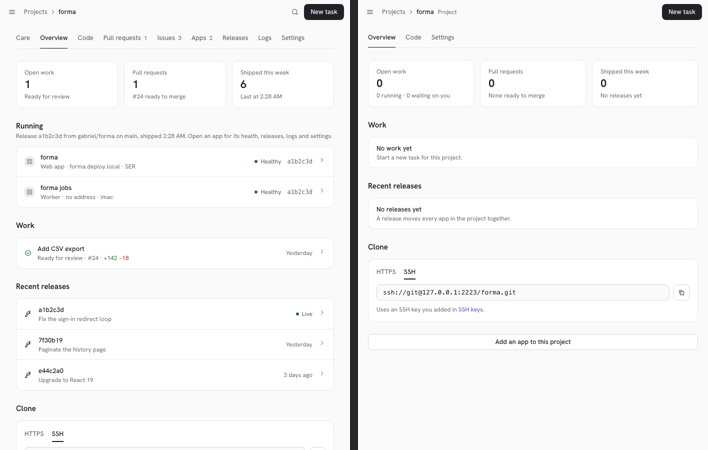 Projects > forma
New task
Care Overview Code Pull requests 1 Issues 3 Apps 2 Releases Logs Settings
Open work
1
Ready for review
Pull requests
1
#24 ready to merge
Shipped this week
6
Last at 2:28 AM
Running
Release a1b2c3d from gabriel/forma on main, shipped 2:28 AM. Open an app for its health, releases, logs and settings.
forma
Web app · forma.deploy.local · SER
Healthy a1b2c3d
forma jobs
Worker · no address · imac
Healthy a1b2c3d
Work
Add CSV export
Ready for review · #24 · +142 -18
Yesterday
Recent releases
a1b2c3d
Fix the sign-in redirect loop
Live
7f30b19
Paginate the history page
Yesterday
e44c2a0
Upgrade to React 19
3 days ago
Clone
HTTPS SSH
Projects > forma Project
New task
Overview Code Settings
Open work
0
0 running · 0 waiting on you
Pull requests
0
None ready to merge
Shipped this week
0
No releases yet
Work
No work yet
Start a new task for this project.
Recent releases
No releases yet
A release moves every app in the project together.
Clone
HTTPS SSH
ssh://git@127.0.0.1:2223/forma.git
Uses an SSH key you added in SSH keys.
Add an app to this project